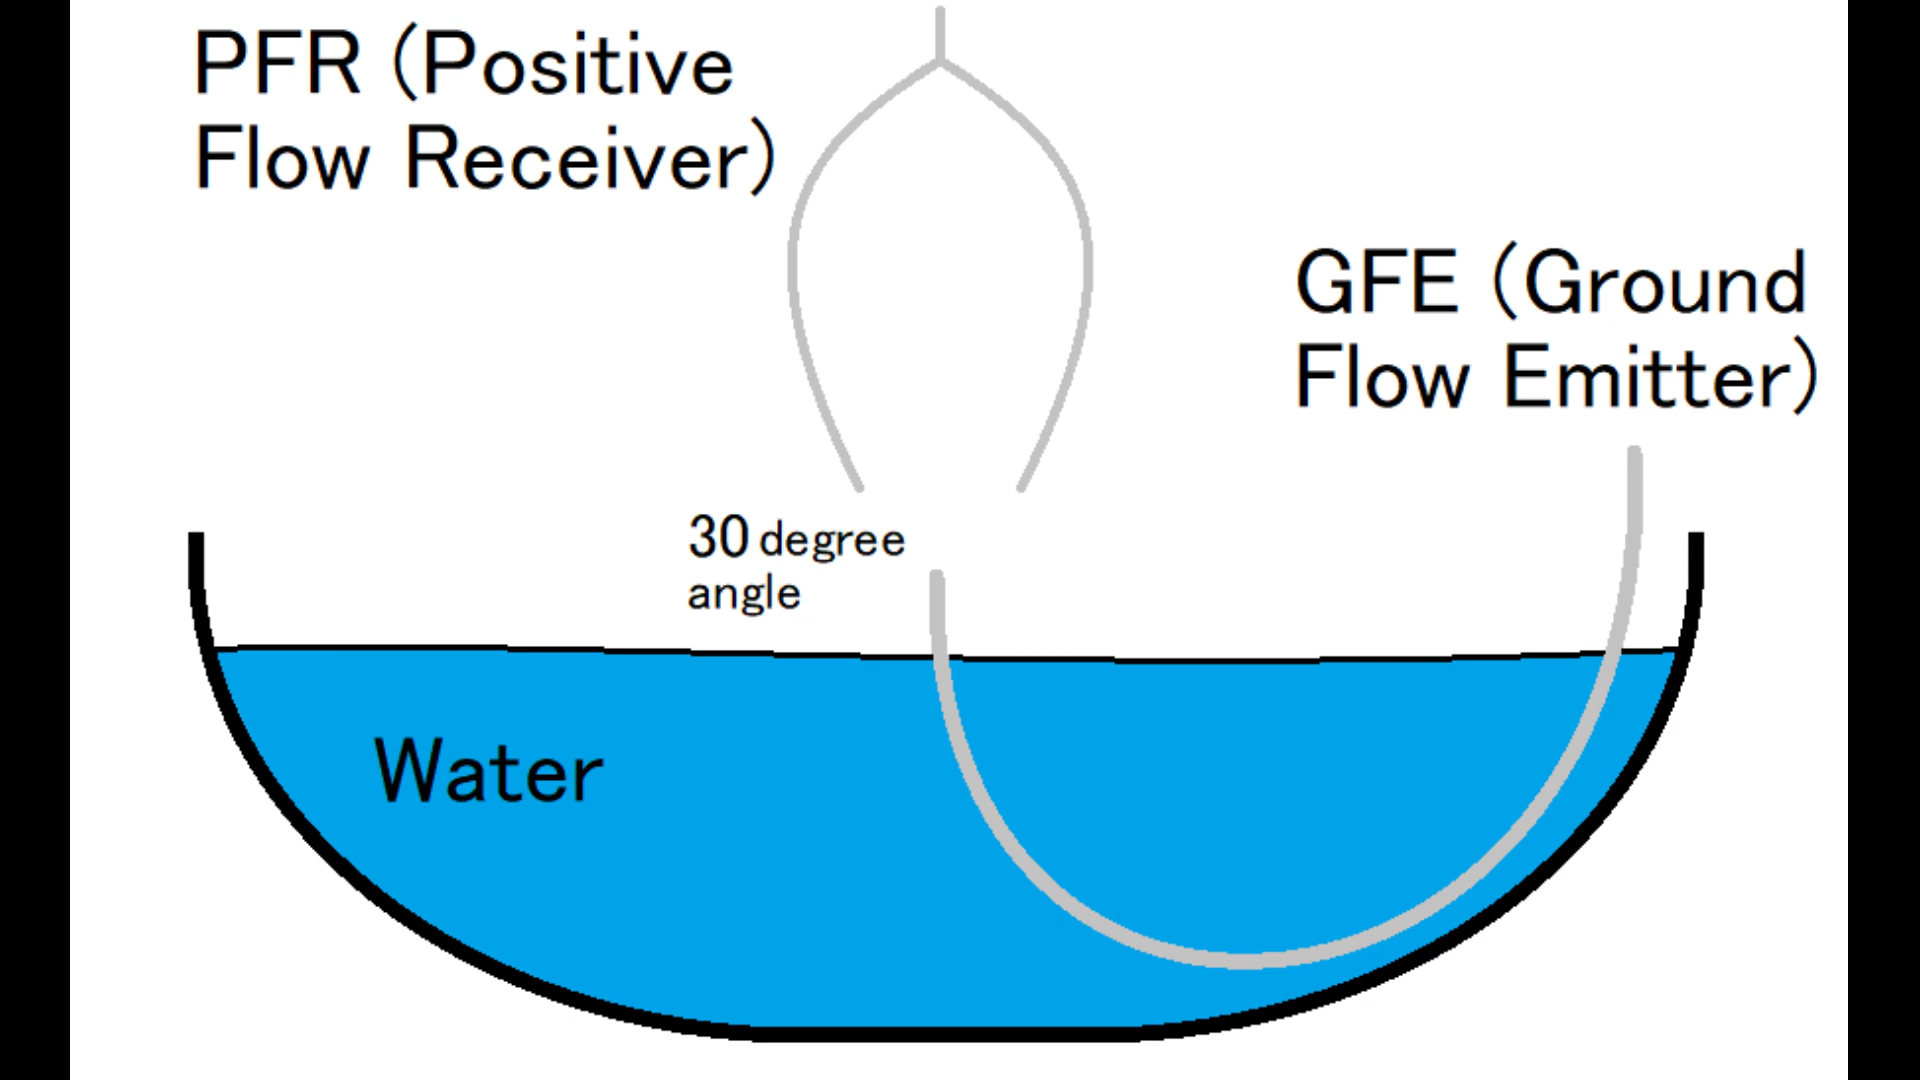 PFR (Positive
Flow Receiver)
GFE (Ground
Flow Emitter)
30 degree
angle
Water